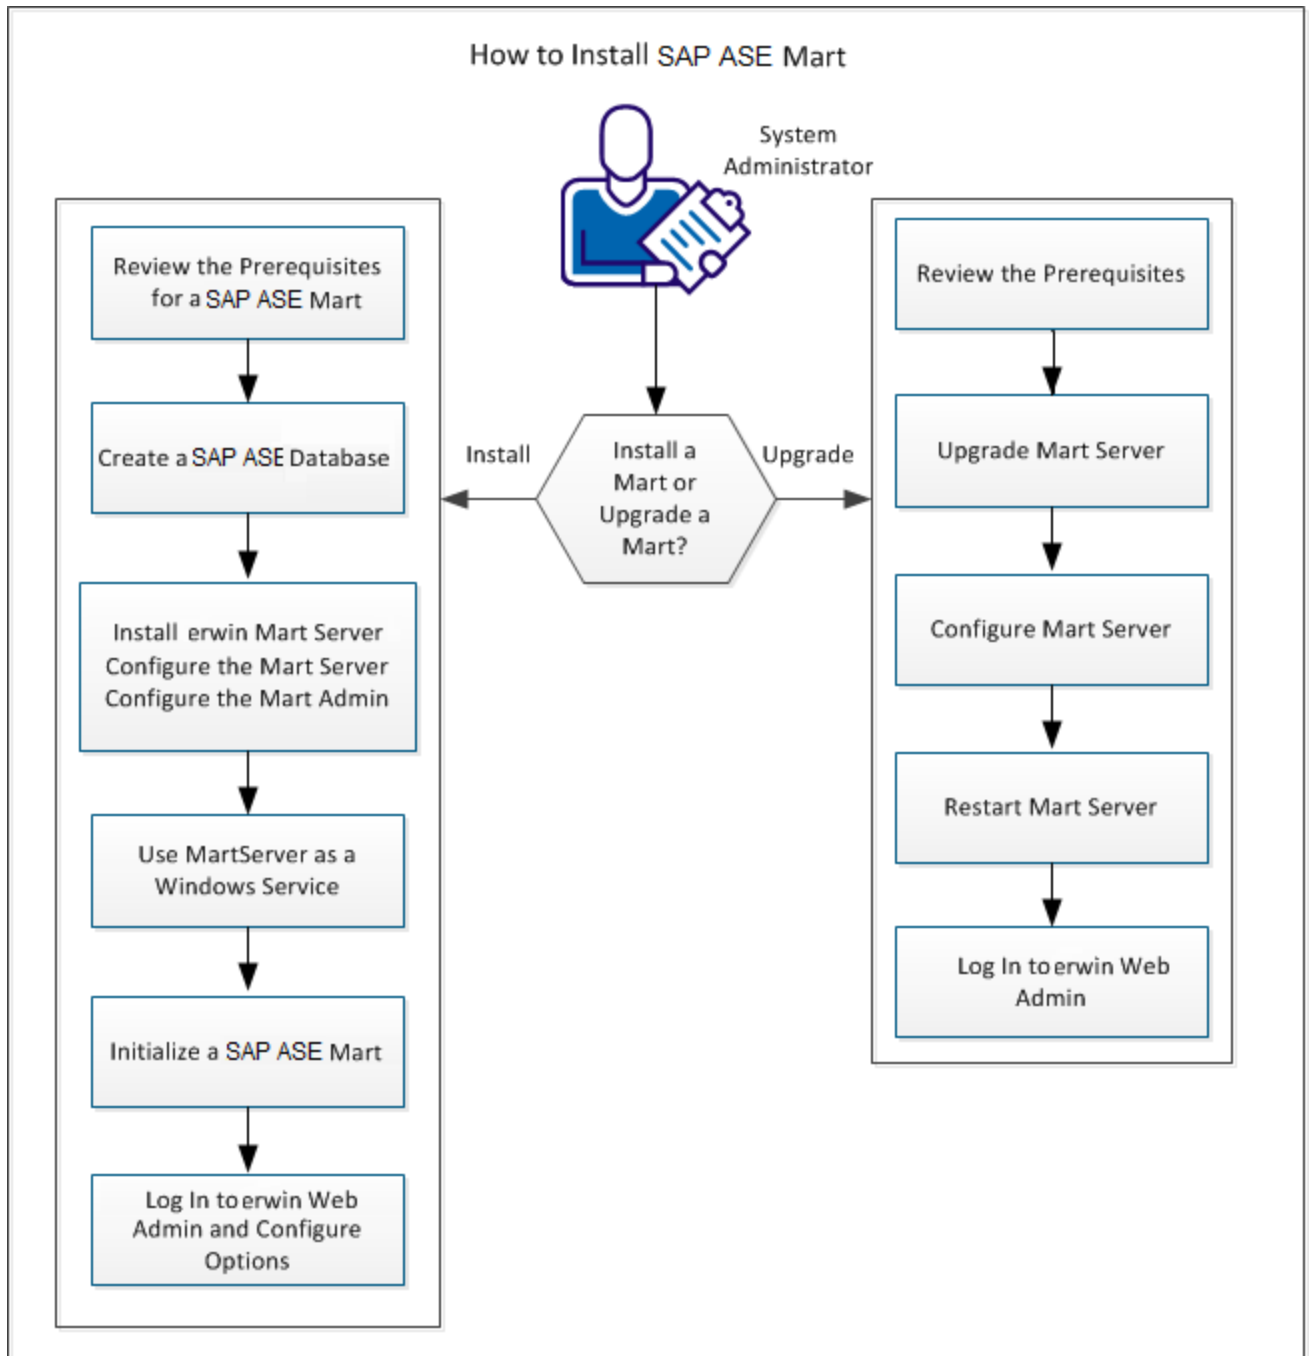 How to Install SAP ASE Mart
System
Administrator
Review the Prerequisites
for a SAP ASE Mart
Create a SAP ASE Database
Install erwin Mart Server
Configure the Mart Server
Configure the Mart Admin
Use MartServer as a
Windows Service
Initialize a SAP ASE Mart
Log In to erwin Web
Admin and Configure
Options
Install
Install a
Mart or
Upgrade a
Mart?
Upgrade
Review the Prerequisites
Upgrade Mart Server
Configure Mart Server
Restart Mart Server
Log In to erwin Web
Admin